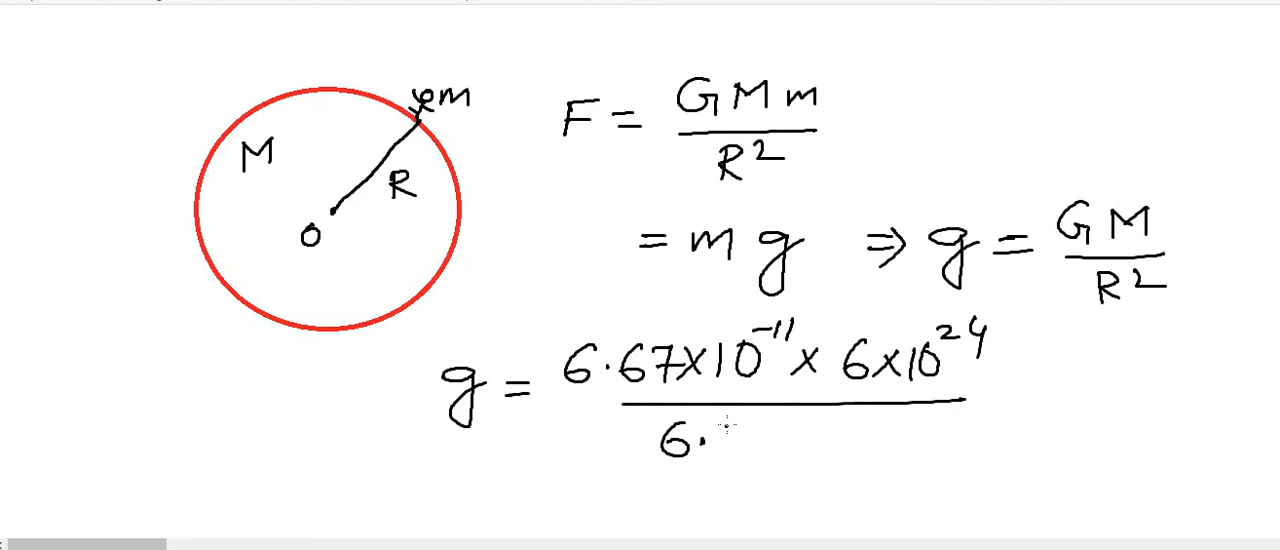 M
m
R
O
F = GMm / R²
= mg ⇒ g = GM / R²
g = 6.67×10⁻¹¹ × 6×10²⁴ / 6.